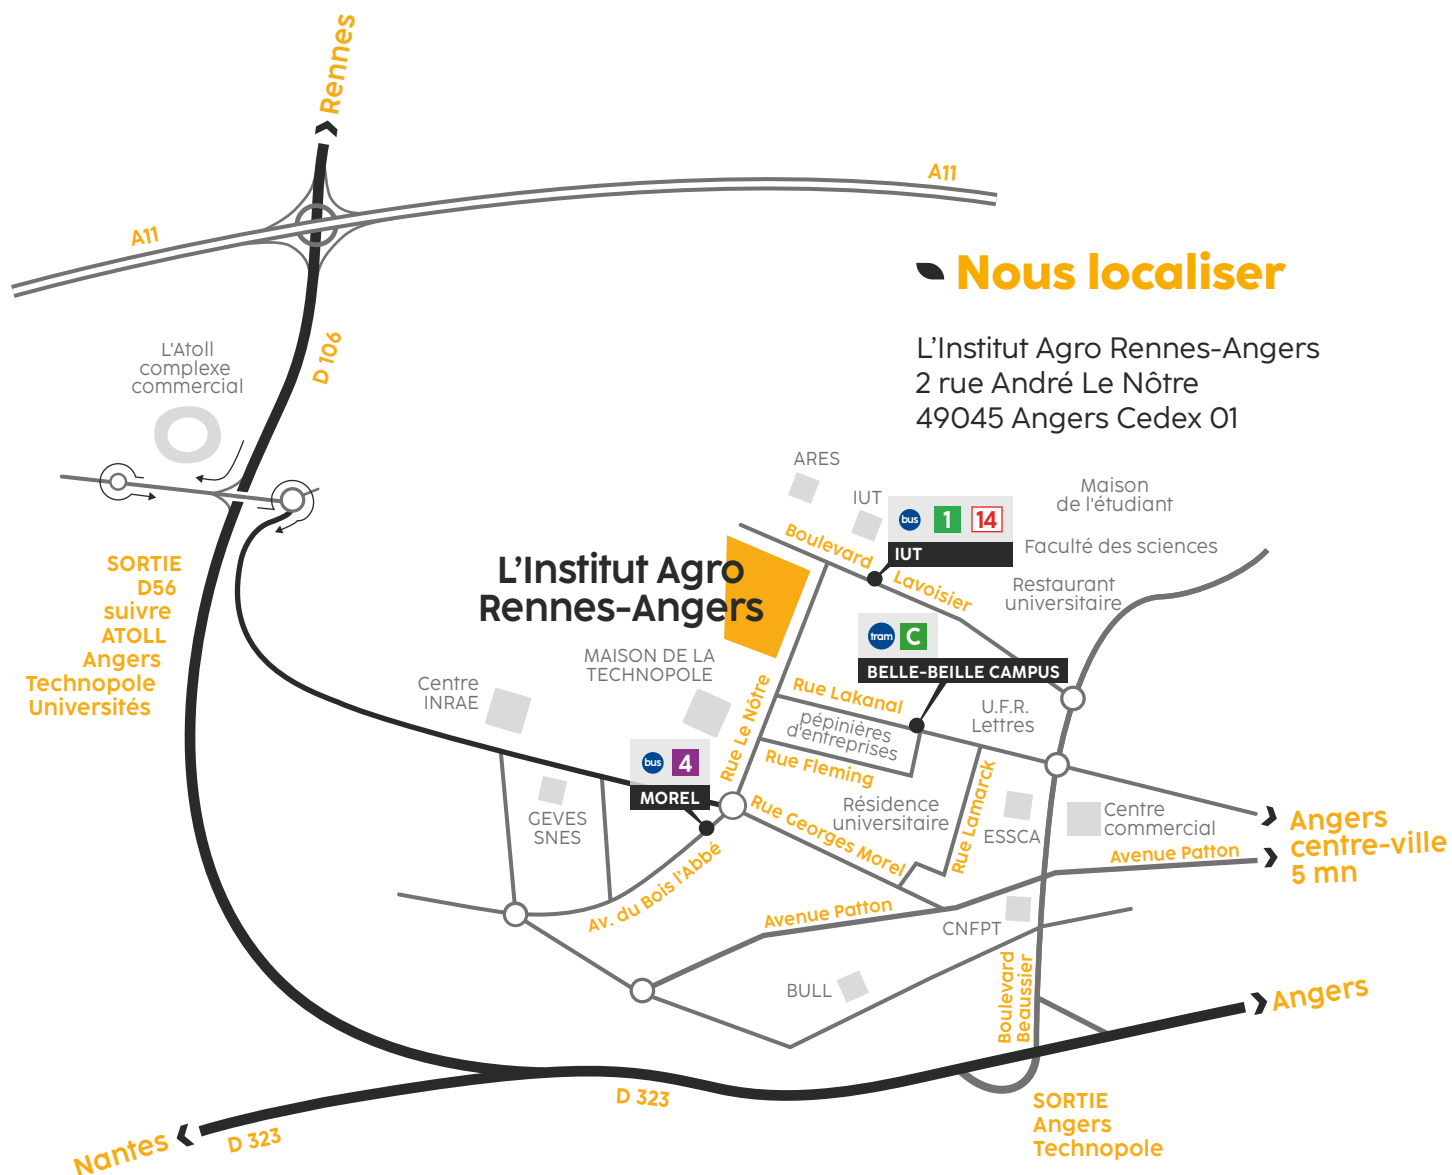 Rennes
A11
A11
Nous localiser
L'Institut Agro Rennes-Angers
2 rue André Le Nôtre
49045 Angers Cedex 01
D 106
L'Atoll
complexe
commercial
ARES
IUT
bus 1 14
IUT
Maison
de l'étudiant
Faculté des sciences
Restaurant
universitaire
Boulevard
Lavoisier
SORTIE
D56
suivre
ATOLL
Angers
Technopole
Universités
L'Institut Agro
Rennes-Angers
tram C
BELLE-BEILLE CAMPUS
MAISON DE LA
TECHNOPOLE
Centre
INRAE
Rue Le Nôtre
Rue Lakanal
pépinières
d'entreprises
Rue Fleming
U.F.R.
Lettres
bus 4
MOREL
GEVES
SNES
Rue Georges Morel
Résidence
universitaire
Rue Lamarck
ESSCA
Centre
commercial
Angers
centre-ville
5 mn
Avenue Patton
Av. du Bois l'Abbé
Avenue Patton
CNFPT
BULL
Boulevard
Beaussier
Angers
D 323
SORTIE
Angers
Technopole
D 323
Nantes